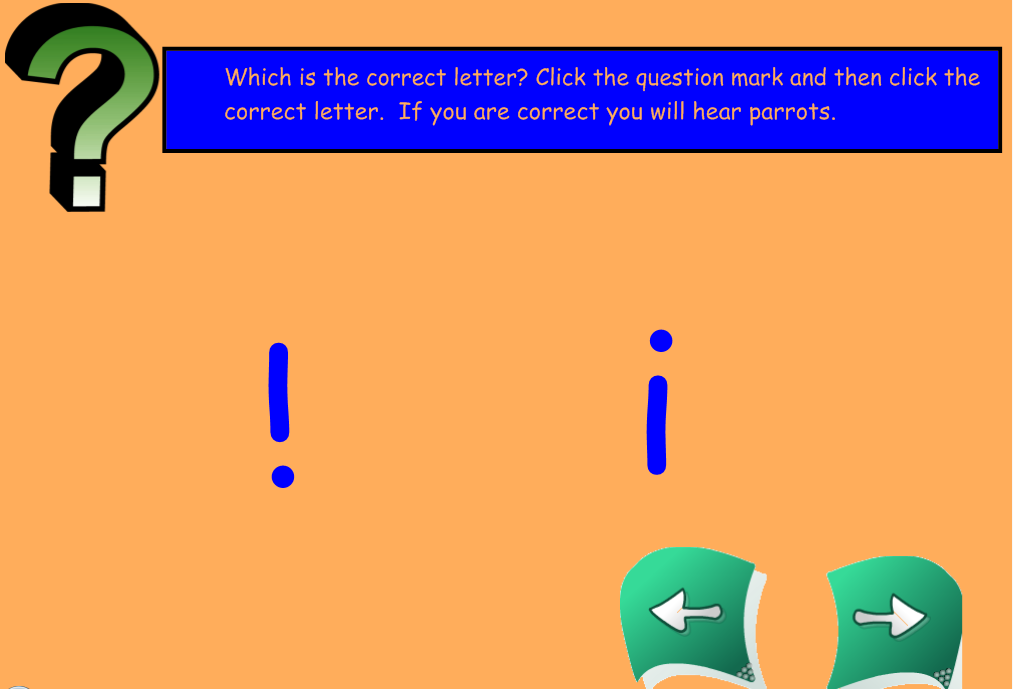 ?
Which is the correct letter? Click the question mark and then click the
correct letter.  If you are correct you will hear parrots.
! i